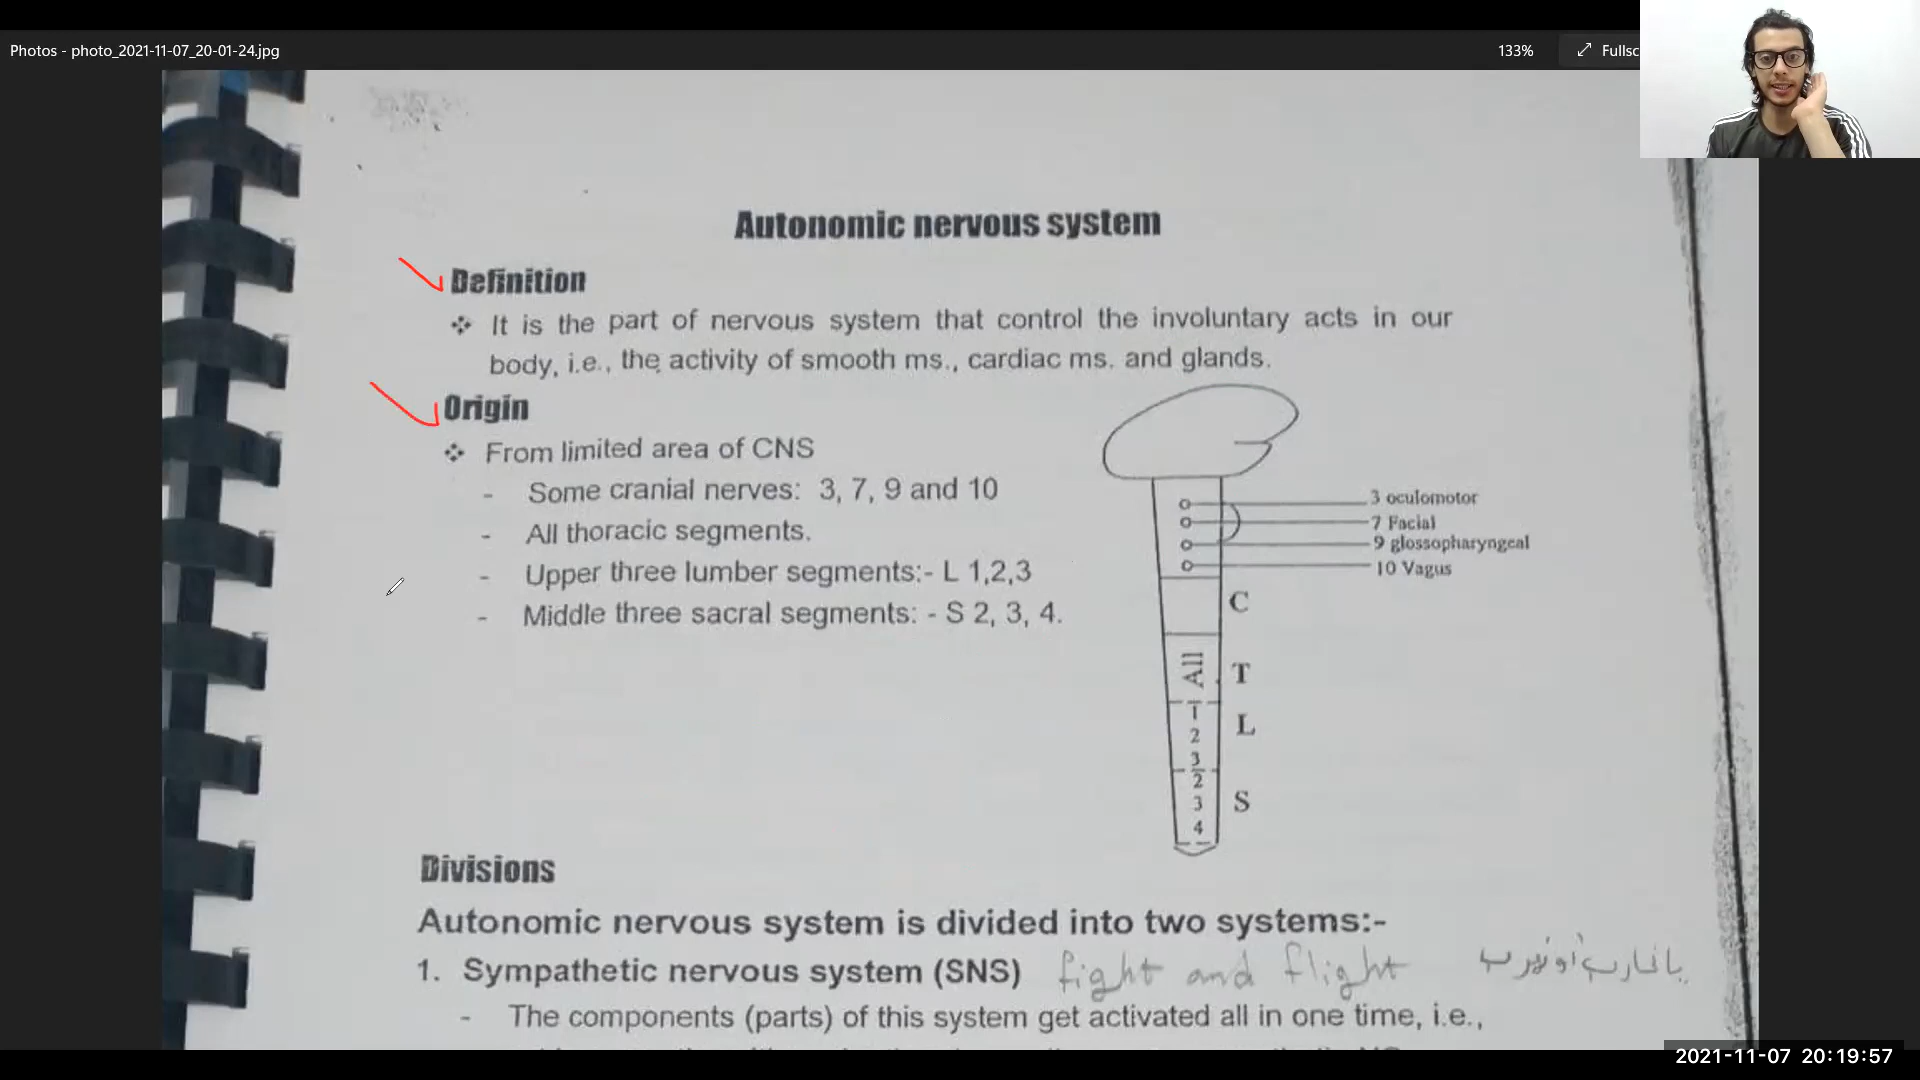 Photos - photo_2021-11-07_20-01-24.jpg
133%
Fullsc
Autonomic nervous system
Definition
❖ It is the part of nervous system that control the involuntary acts in our
body, i.e., the activity of smooth ms., cardiac ms. and glands.
Origin
❖ From limited area of CNS
- Some cranial nerves: 3, 7, 9 and 10
- All thoracic segments.
- Upper three lumber segments:- L 1,2,3
- Middle three sacral segments: - S 2, 3, 4.
3 oculomotor
7 Facial
9 glossopharyngeal
10 Vagus
C
All T
1
2 L
3
2
3 S
4
Divisions
Autonomic nervous system is divided into two systems:-
1. Sympathetic nervous system (SNS) fight and flight
- The components (parts) of this system get activated all in one time, i.e.,
2021-11-07 20:19:57